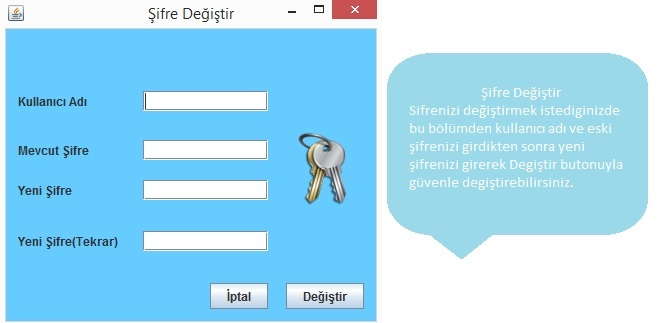 Şifre Değiştir
Kullanıcı Adı
Mevcut Şifre
Yeni Şifre
Yeni Şifre(Tekrar)
İptal
Değiştir
Şifre Değiştir
Sifrenizi değiştirmek istediginizde
bu bölümden kullanıcı adı ve eski
şifrenizi girdikten sonra yeni
şifrenizi girerek Degiştir butonuyla
güvenle degiştirebilirsiniz.